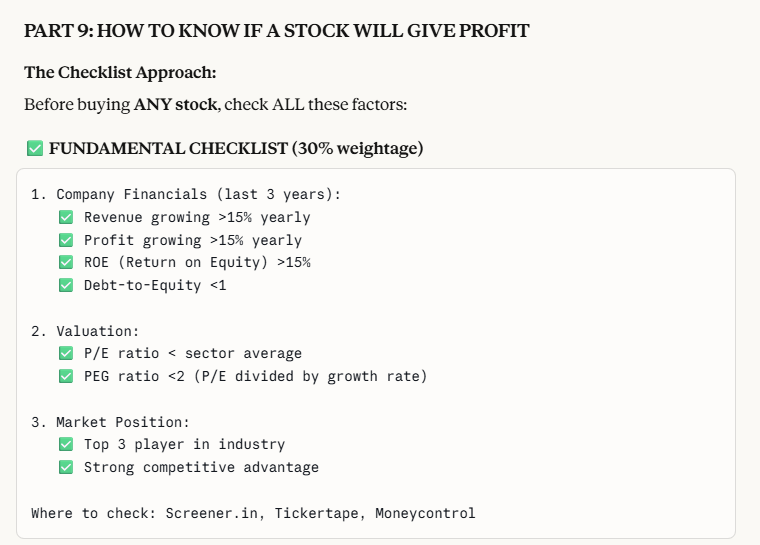 PART 9: HOW TO KNOW IF A STOCK WILL GIVE PROFIT
The Checklist Approach:
Before buying ANY stock, check ALL these factors:
✅ FUNDAMENTAL CHECKLIST (30% weightage)
1. Company Financials (last 3 years):
✅ Revenue growing >15% yearly
✅ Profit growing >15% yearly
✅ ROE (Return on Equity) >15%
✅ Debt-to-Equity <1
2. Valuation:
✅ P/E ratio < sector average
✅ PEG ratio <2 (P/E divided by growth rate)
3. Market Position:
✅ Top 3 player in industry
✅ Strong competitive advantage
Where to check: Screener.in, Tickertape, Moneycontrol